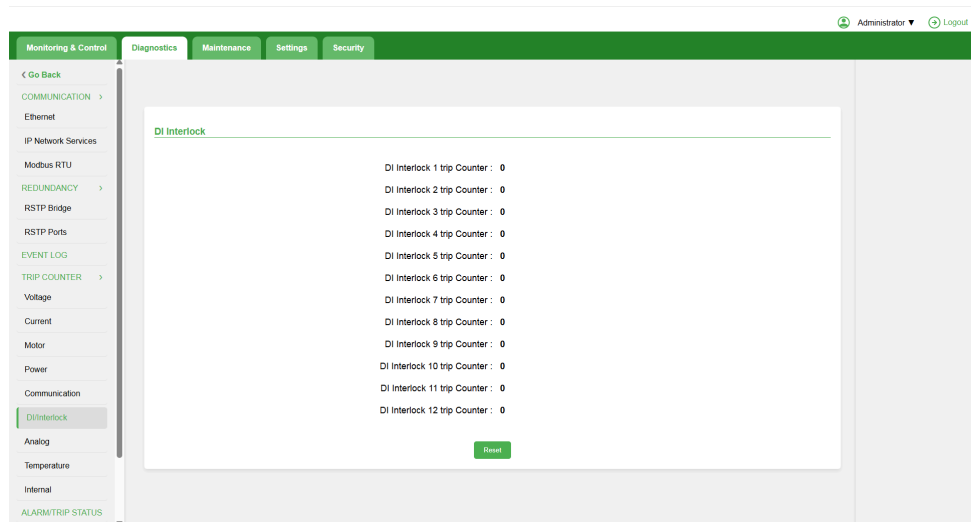 Administrator ▼ Logout
Monitoring & Control Diagnostics Maintenance Settings Security
Go Back
COMMUNICATION >
Ethernet
IP Network Services
Modbus RTU
REDUNDANCY >
RSTP Bridge
RSTP Ports
EVENT LOG
TRIP COUNTER >
Voltage
Current
Motor
Power
Communication
DI/Interlock
Analog
Temperature
Internal
ALARM/TRIP STATUS
DI Interlock
DI Interlock 1 trip Counter : 0
DI Interlock 2 trip Counter : 0
DI Interlock 3 trip Counter : 0
DI Interlock 4 trip Counter : 0
DI Interlock 5 trip Counter : 0
DI Interlock 6 trip Counter : 0
DI Interlock 7 trip Counter : 0
DI Interlock 8 trip Counter : 0
DI Interlock 9 trip Counter : 0
DI Interlock 10 trip Counter : 0
DI Interlock 11 trip Counter : 0
DI Interlock 12 trip Counter : 0
Reset